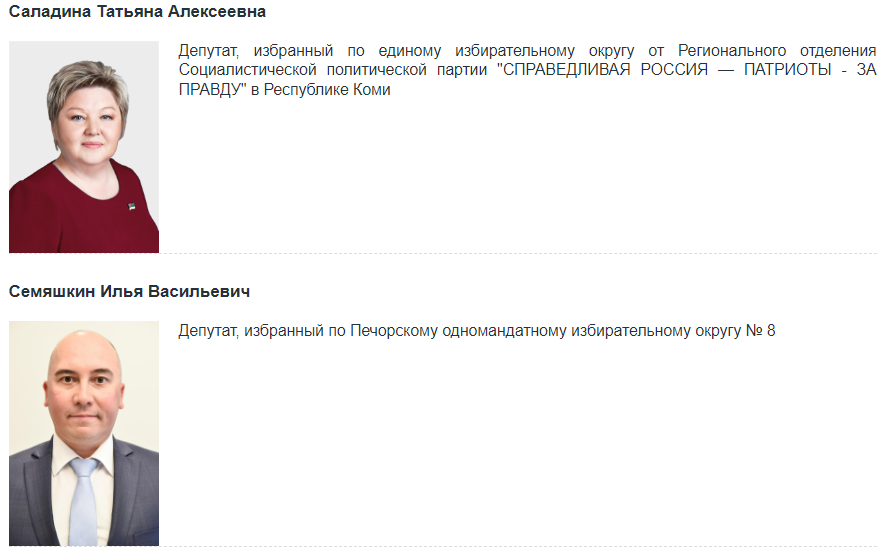 Саладина Татьяна Алексеевна
Депутат, избранный по единому избирательному округу от Регионального отделения
Социалистической политической партии "СПРАВЕДЛИВАЯ РОССИЯ — ПАТРИОТЫ - ЗА
ПРАВДУ" в Республике Коми
Семяшкин Илья Васильевич
Депутат, избранный по Печорскому одномандатному избирательному округу № 8